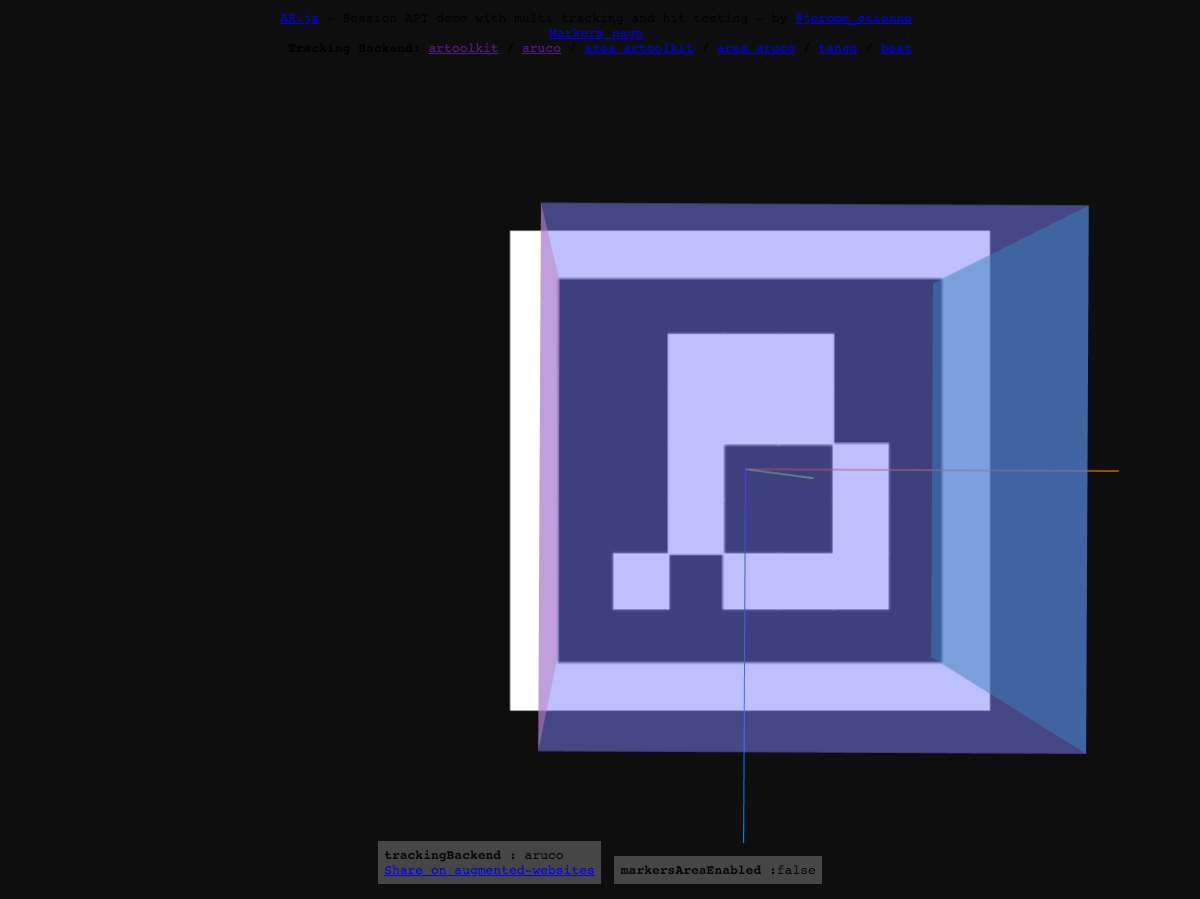 AR.js - Session API demo with multi tracking and hit testing - by @jerome_etienne
Markers page
Tracking Backend: artoolkit / aruco / area-artoolkit / area-aruco / tango / best
trackingBackend : aruco
Share on augmented-websites
markersAreaEnabled :false